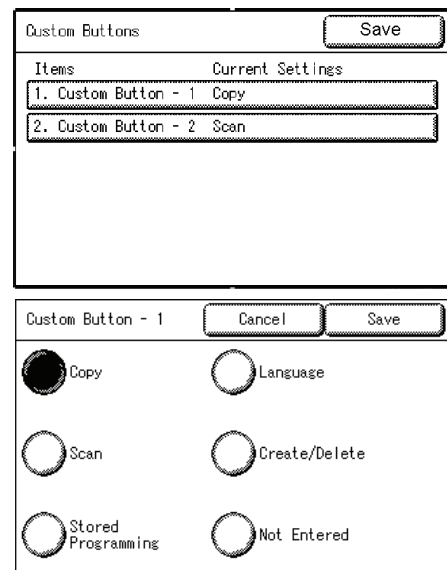 Custom Buttons Save
Items Current Settings
1. Custom Button - 1 Copy
2. Custom Button - 2 Scan
Custom Button - 1 Cancel Save
Copy Language
Scan Create/Delete
Stored
Programming
Not Entered